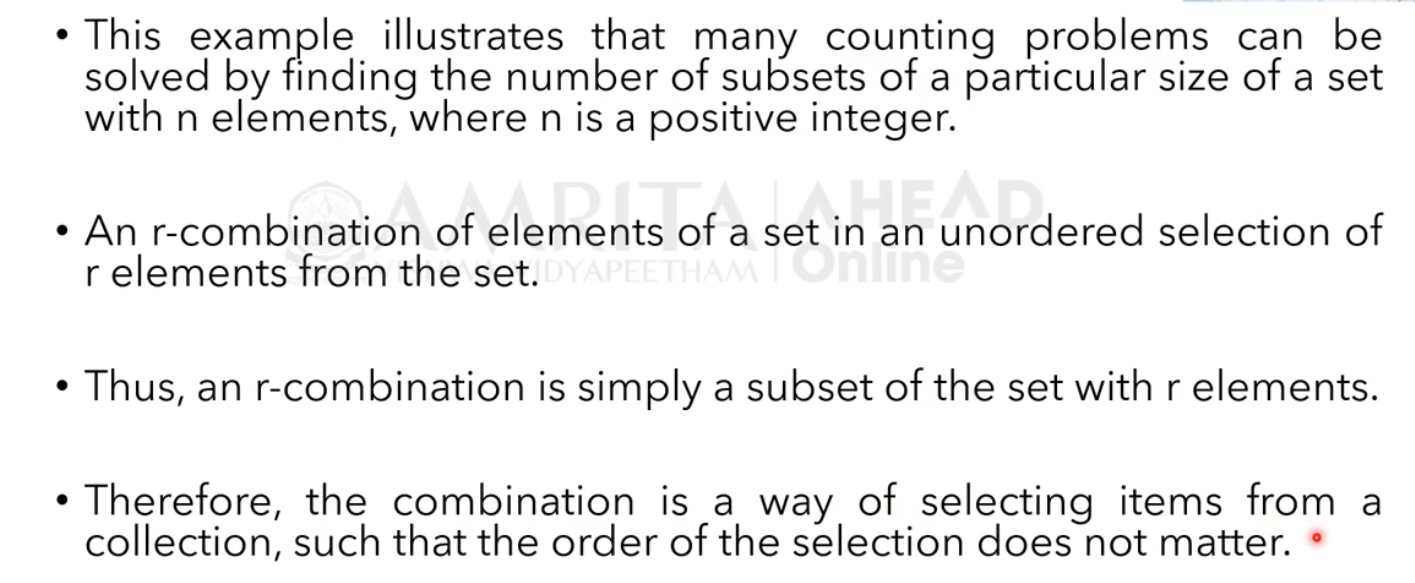 • This example illustrates that many counting problems can be
solved by finding the number of subsets of a particular size of a set
with n elements, where n is a positive integer.
AMRITA AHEAD
VISHWA VIDYAPEETHAM Online
• An r-combination of elements of a set in an unordered selection of
r elements from the set.
• Thus, an r-combination is simply a subset of the set with r elements.
• Therefore, the combination is a way of selecting items from a
collection, such that the order of the selection does not matter.